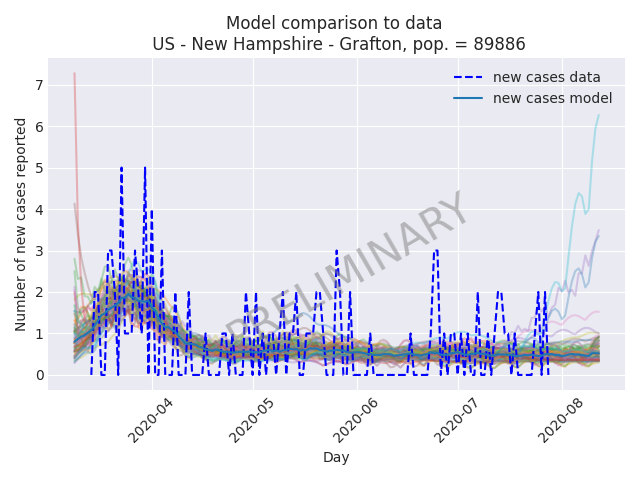 Model comparison to data
US - New Hampshire - Grafton, pop. = 89886
new cases data
new cases model
Number of new cases reported
7
6
5
4
3
2
1
0
PRELIMINARY
2020-04
2020-05
2020-06
2020-07
2020-08
Day